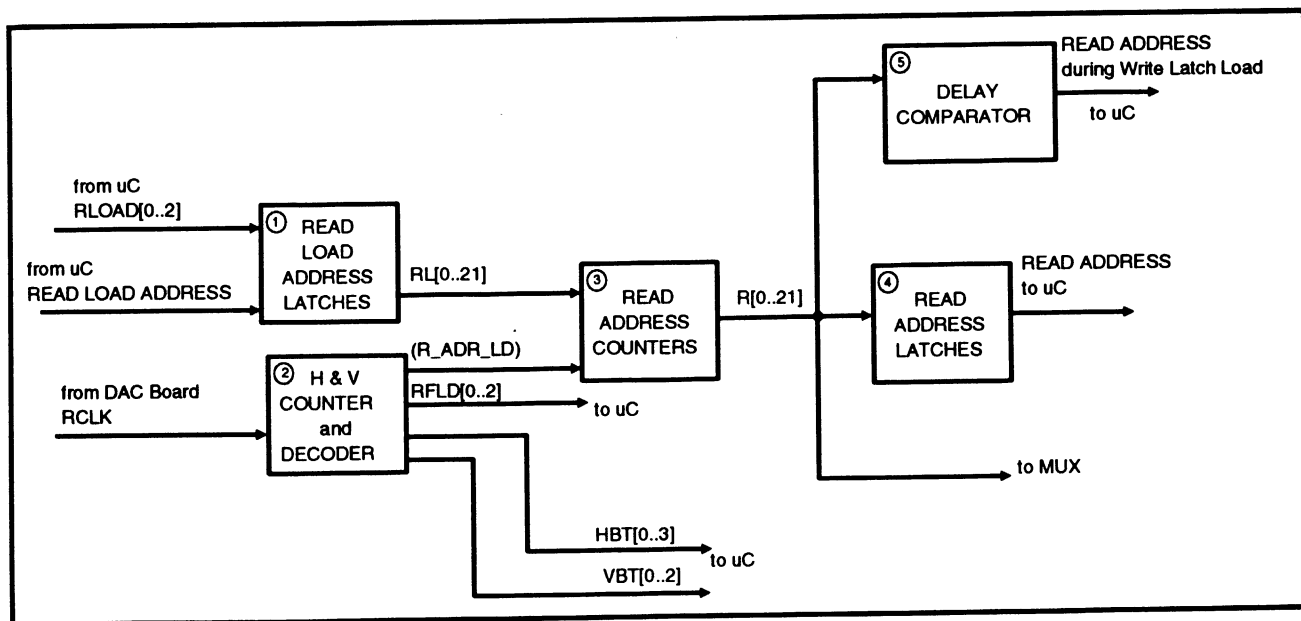 READ ADDRESS
during Write Latch Load
to uC
⑤
DELAY
COMPARATOR
from uC
RLOAD[0..2]
from uC
READ LOAD ADDRESS
①
READ
LOAD
ADDRESS
LATCHES
RL[0..21]
③
READ
ADDRESS
COUNTERS
R[0..21]
④
READ
ADDRESS
LATCHES
READ ADDRESS
to uC
from DAC Board
RCLK
②
H & V
COUNTER
and
DECODER
(R_ADR_LD)
RFLD[0..2]
to uC
to MUX
HBT[0..3]
to uC
VBT[0..2]